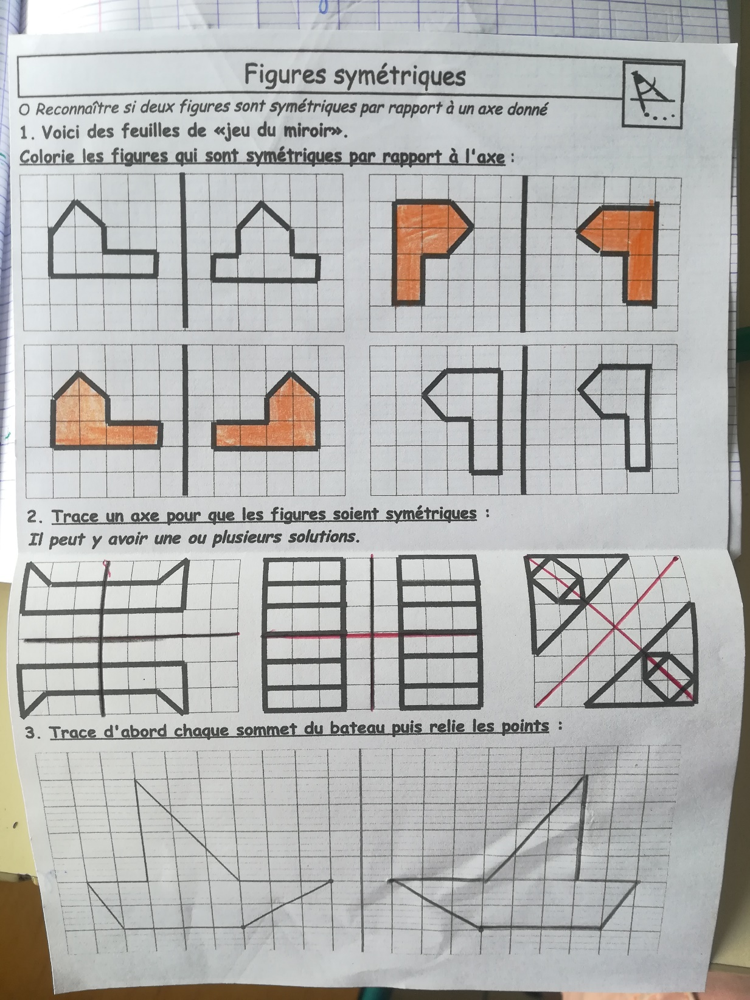 Figures symétriques
O Reconnaître si deux figures sont symétriques par rapport à un axe donné
1. Voici des feuilles de «jeu du miroir».
Colorie les figures qui sont symétriques par rapport à l'axe :
2. Trace un axe pour que les figures soient symétriques :
Il peut y avoir une ou plusieurs solutions.
3. Trace d'abord chaque sommet du bateau puis relie les points :